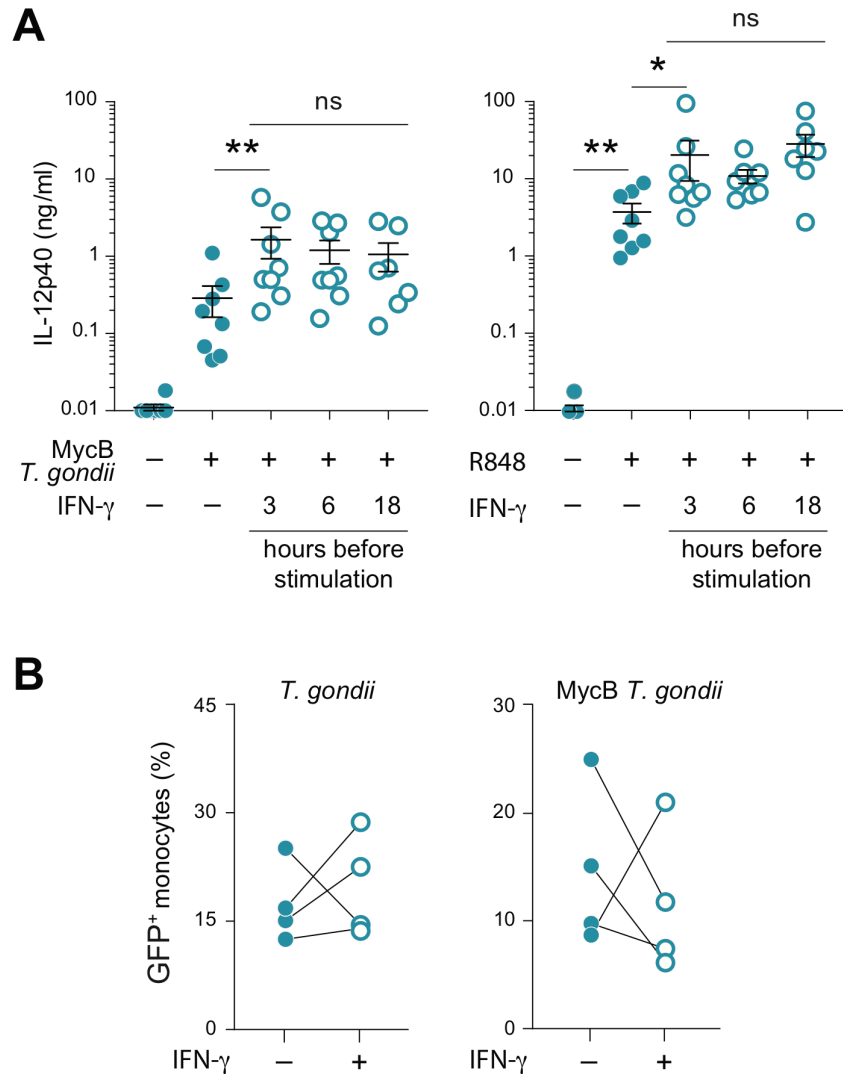 A
ns
**
IL-12p40 (ng/ml)
100
10
1
0.1
0.01
MycB
T. gondii
– + + + +
IFN-γ – – 3 6 18
hours before
stimulation
ns
*
**
100
10
1
0.1
0.01
R848 – + + + +
IFN-γ – – 3 6 18
hours before
stimulation
B
T. gondii
GFP+ monocytes (%)
45
30
15
0
IFN-γ – +
MycB T. gondii
30
20
10
0
IFN-γ – +